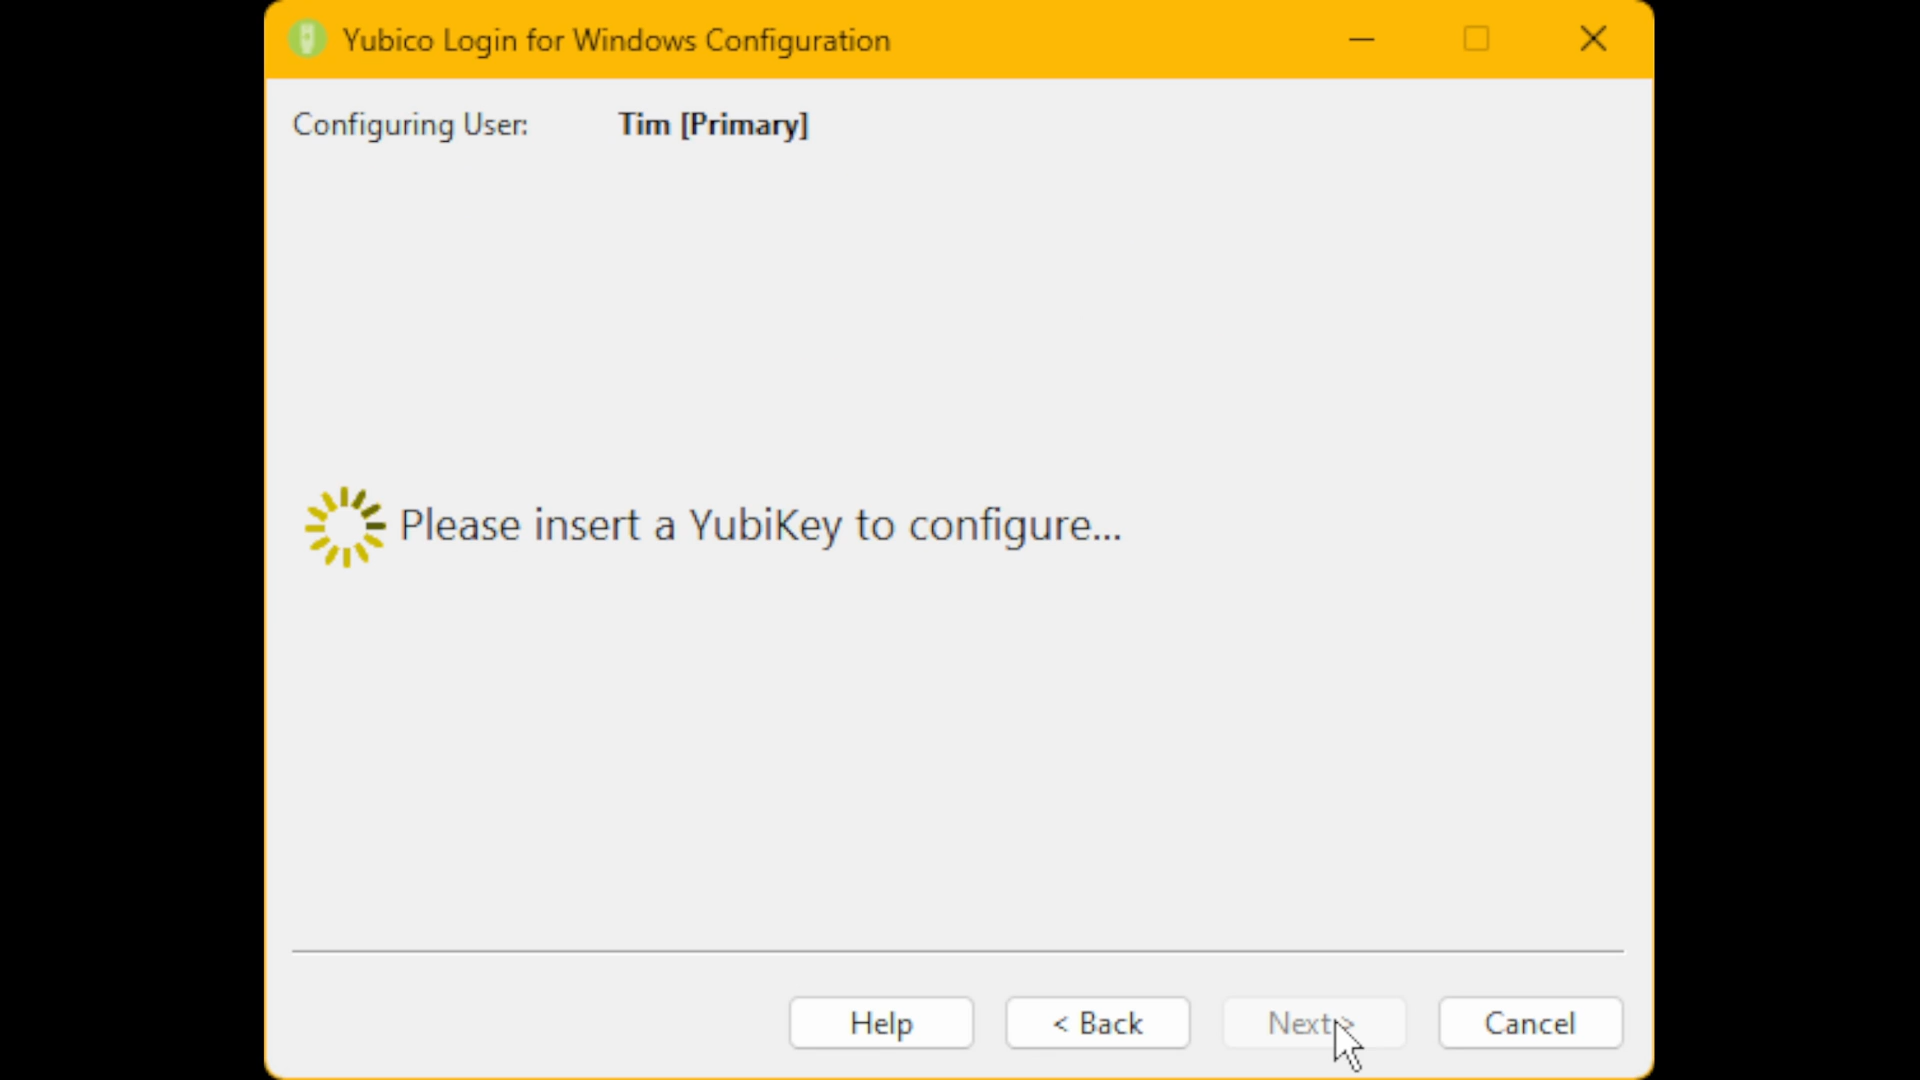 Yubico Login for Windows Configuration
Configuring User: Tim [Primary]
Please insert a YubiKey to configure...
Help < Back Next > Cancel